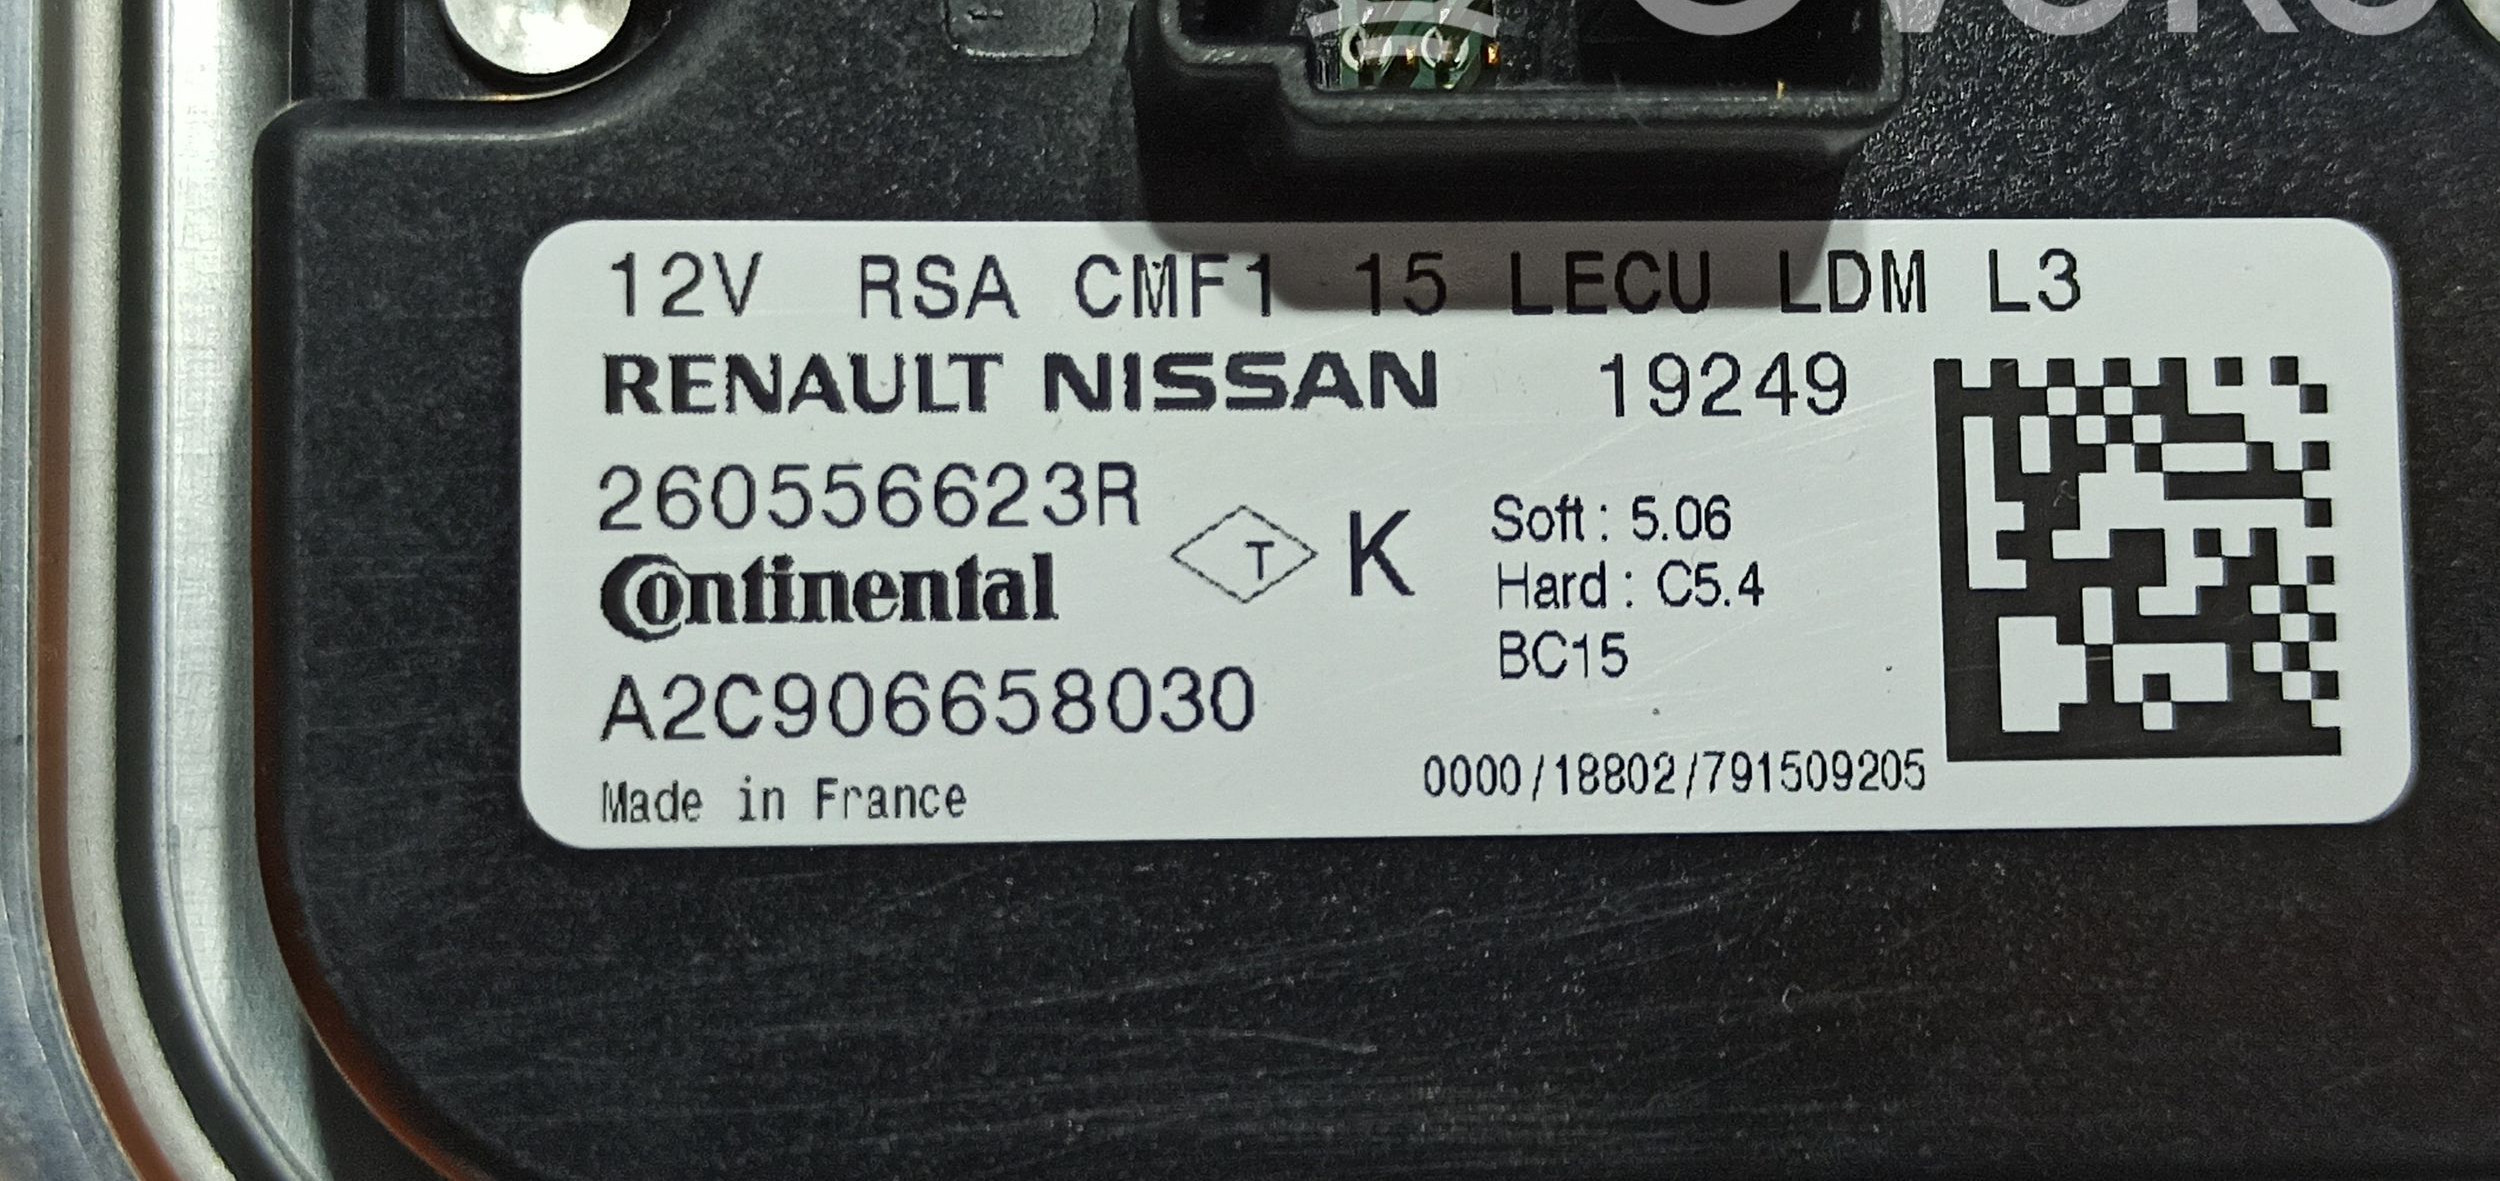 12V RSA CMF1 15 LECU LDM L3
RENAULT NISSAN 19249
260556623R
Continental
T K
Soft : 5.06
Hard : C5.4
BC15
A2C906658030
Made in France
0000/18802/791509205